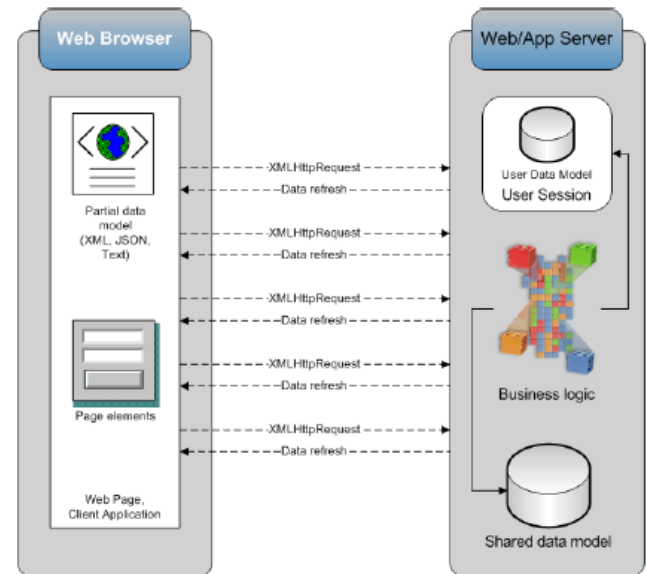 Web Browser
Partial data
model
(XML, JSON,
Text)
Page elements
Web Page,
Client Application
XMLHttpRequest
Data refresh
XMLHttpRequest
Data refresh
XMLHttpRequest
Data refresh
XMLHttpRequest
Data refresh
XMLHttpRequest
Data refresh
Web/App Server
User Data Model
User Session
Business logic
Shared data model